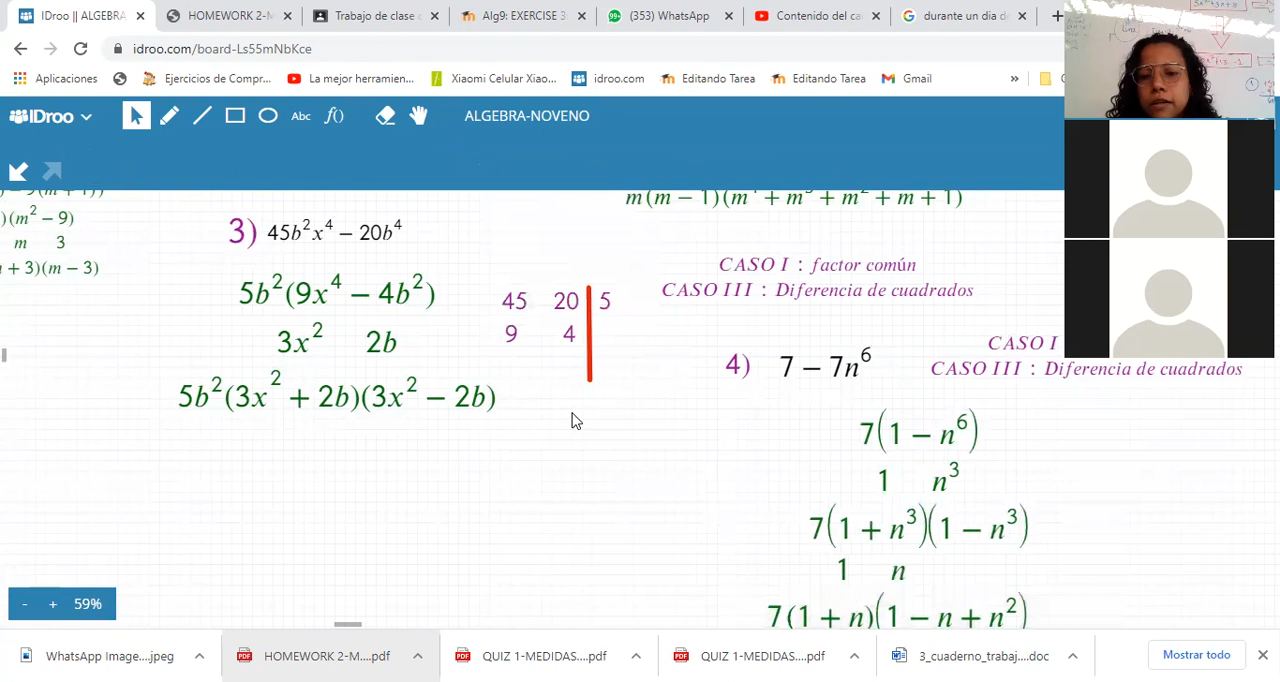 IDroo || ALGEBRA
HOMEWORK 2-M
Trabajo de clase
Alg9: EXERCISE 3
(353) WhatsApp
Contenido del ca
durante un dia d
idroo.com/board-Ls55mNbKce
Aplicaciones
Ejercicios de Compr...
La mejor herramien...
Xiaomi Celular Xiao...
idroo.com
Editando Tarea
Editando Tarea
Gmail
»
IDroo
Abc
f()
ALGEBRA-NOVENO
m(m − 1)(m⁴ + m³ + m² + m + 1)
)(m² − 9)
m 3
+ 3)(m − 3)
3) 45b²x⁴ − 20b⁴
5b²(9x⁴ − 4b²)
3x² 2b
5b²(3x² + 2b)(3x² − 2b)
45 20 5
9 4
CASO I : factor común
CASO III : Diferencia de cuadrados
CASO I
CASO III : Diferencia de cuadrados
4) 7 − 7n⁶
7(1 − n⁶)
1 n³
7(1 + n³)(1 − n³)
1 n
7(1 + n)(1 − n + n²)
- + 59%
WhatsApp Image....jpeg
HOMEWORK 2-M....pdf
QUIZ 1-MEDIDAS....pdf
QUIZ 1-MEDIDAS....pdf
3_cuaderno_trabaj....doc
Mostrar todo